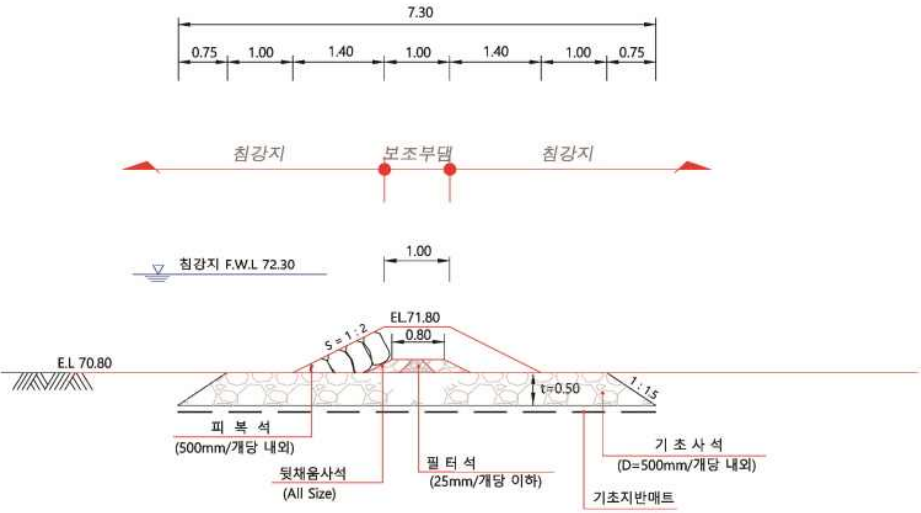 7.30
0.75 1.00 1.40 1.00 1.40 1.00 0.75
침강지 보조부댐 침강지
1.00
침강지 F.W.L 72.30
EL.71.80
S = 1 : 2
0.80
E.L 70.80
t=0.50
1 : 1.5
피 복 석
(500mm/개당 내외)
뒷채움사석
(All Size)
필 터 석
(25mm/개당 이하)
기 초 사 석
(D=500mm/개당 내외)
기초지반매트